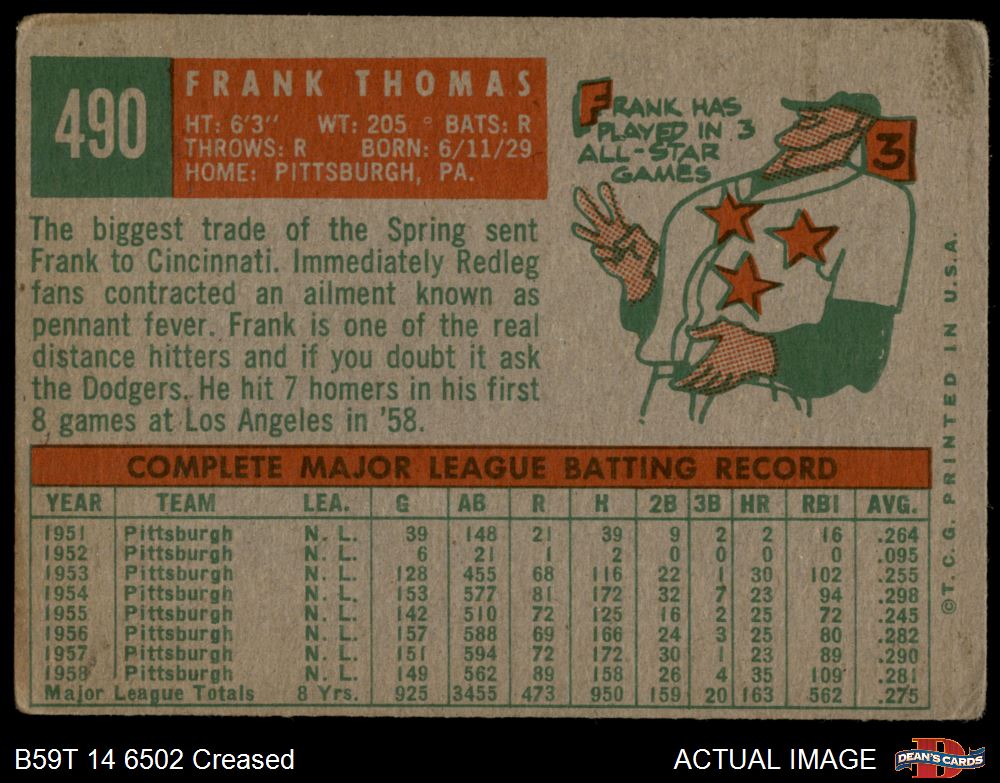 490
FRANK THOMAS
HT: 6'3" WT: 205 ° BATS: R
THROWS: R BORN: 6/11/29
HOME: PITTSBURGH, PA.
FRANK HAS
PLAYED IN 3
ALL-STAR
GAMES
3
The biggest trade of the Spring sent
Frank to Cincinnati. Immediately Redleg
fans contracted an ailment known as
pennant fever. Frank is one of the real
distance hitters and if you doubt it ask
the Dodgers. He hit 7 homers in his first
8 games at Los Angeles in '58.
COMPLETE MAJOR LEAGUE BATTING RECORD
YEAR TEAM LEA. G AB R H 2B 3B HR RBI AVG.
1951 Pittsburgh N. L. 39 148 21 39 9 2 2 16 .264
1952 Pittsburgh N. L. 6 21 1 2 0 0 0 0 .095
1953 Pittsburgh N. L. 128 455 68 116 22 1 30 102 .255
1954 Pittsburgh N. L. 153 577 81 172 32 7 23 94 .298
1955 Pittsburgh N. L. 142 510 72 125 16 2 25 72 .245
1956 Pittsburgh N. L. 157 588 69 166 24 3 25 80 .282
1957 Pittsburgh N. L. 151 594 72 172 30 1 23 89 .290
1958 Pittsburgh N. L. 149 562 89 158 26 4 35 109 .281
Major League Totals 8 Yrs. 925 3455 473 950 159 20 163 562 .275
©T. C. G. PRINTED IN U.S.A.
B59T 14 6502 Creased
ACTUAL IMAGE
D
DEAN'S CARDS